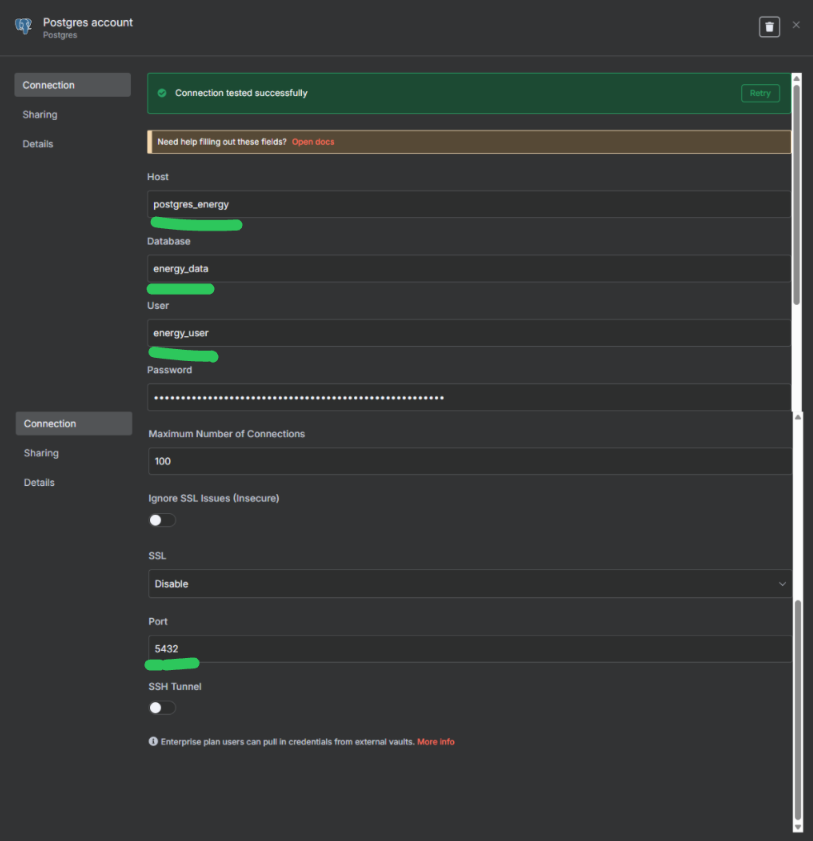 Postgres account
Postgres
Connection
Sharing
Details
Connection tested successfully
Retry
Need help filling out these fields? Open docs
Host
postgres_energy
Database
energy_data
User
energy_user
Password
••••••••••••••••••••••••••••••••••••••••••••••••••••••
Connection
Sharing
Details
Maximum Number of Connections
100
Ignore SSL Issues (Insecure)
SSL
Disable
Port
5432
SSH Tunnel
Enterprise plan users can pull in credentials from external vaults. More info